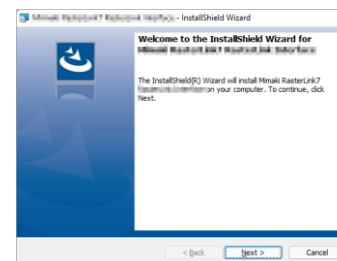 - InstallShield Wizard
Welcome to the InstallShield Wizard for
The InstallShield(R) Wizard will install Mimaki RasterLink7
on your computer. To continue, click
Next.
< Back
Next >
Cancel